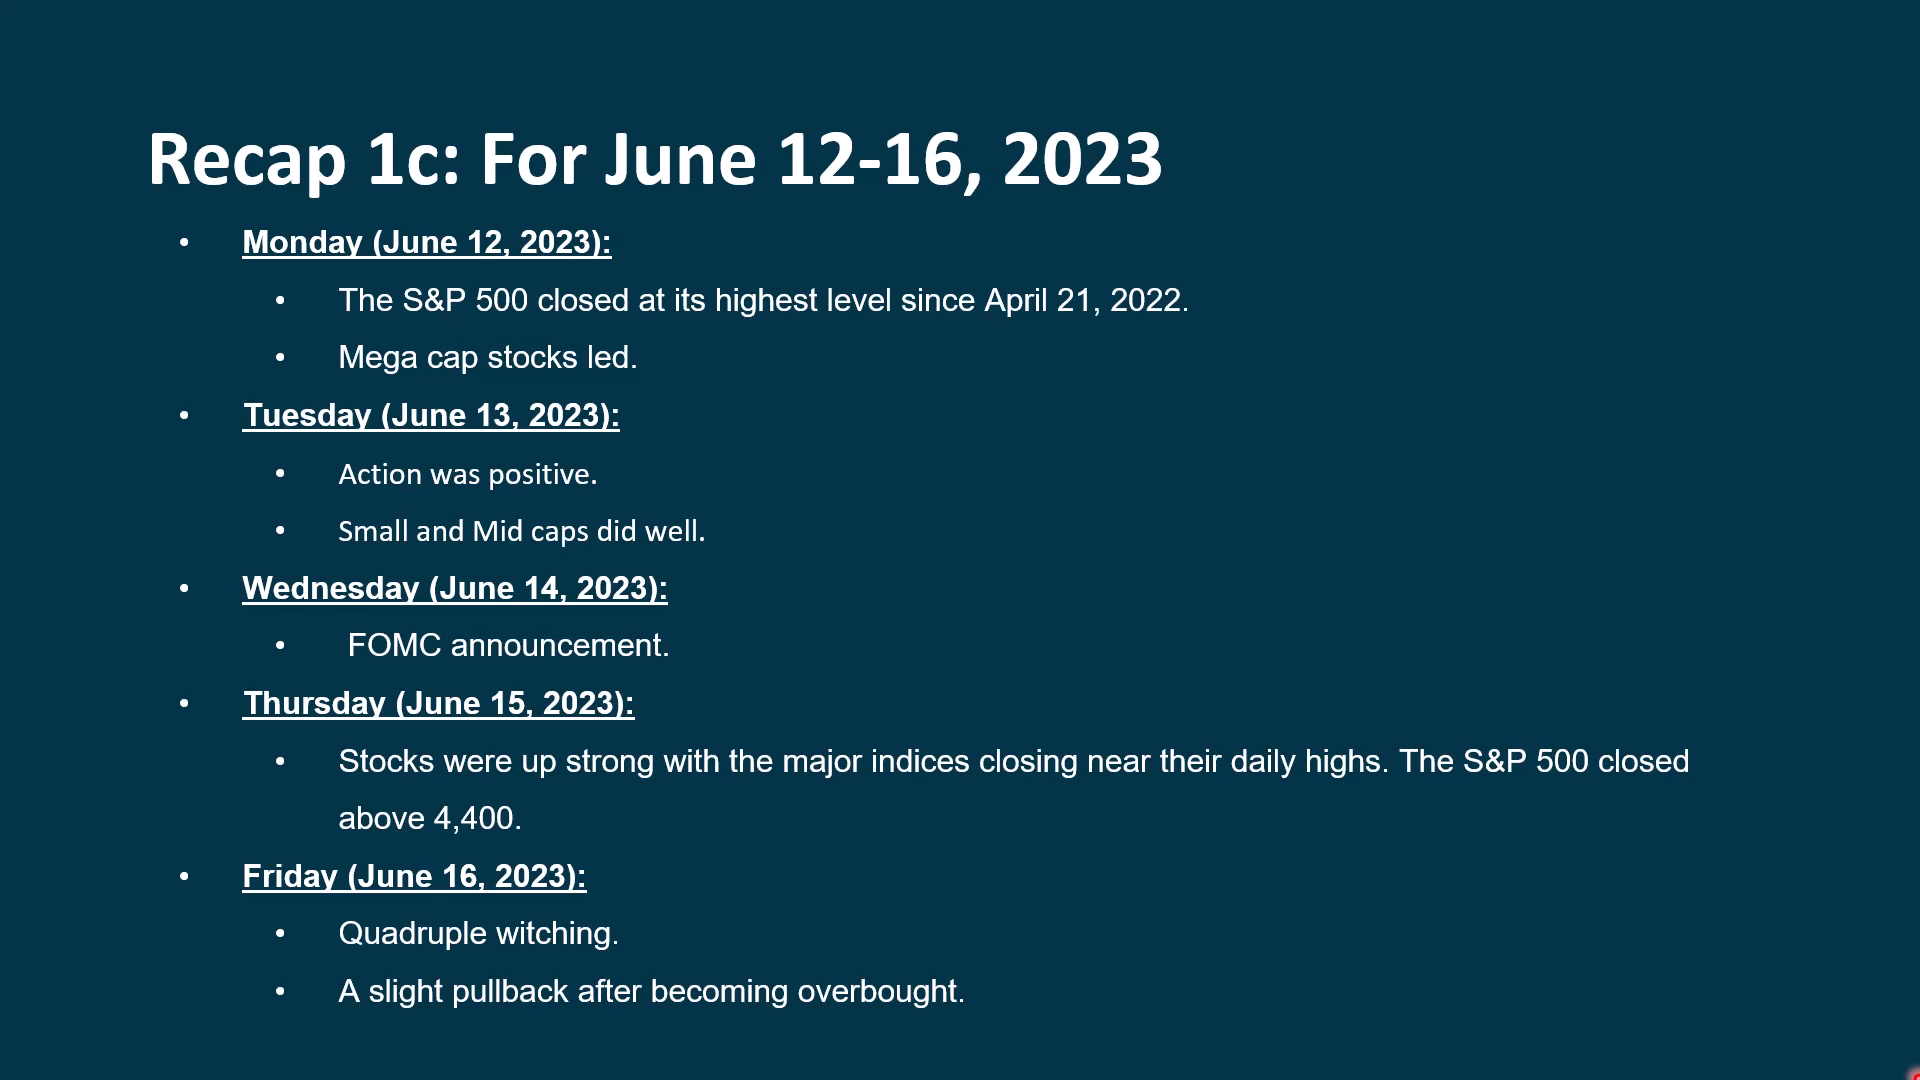 Recap 1c: For June 12-16, 2023
• Monday (June 12, 2023):
• The S&P 500 closed at its highest level since April 21, 2022.
• Mega cap stocks led.
• Tuesday (June 13, 2023):
• Action was positive.
• Small and Mid caps did well.
• Wednesday (June 14, 2023):
• FOMC announcement.
• Thursday (June 15, 2023):
• Stocks were up strong with the major indices closing near their daily highs. The S&P 500 closed
above 4,400.
• Friday (June 16, 2023):
• Quadruple witching.
• A slight pullback after becoming overbought.